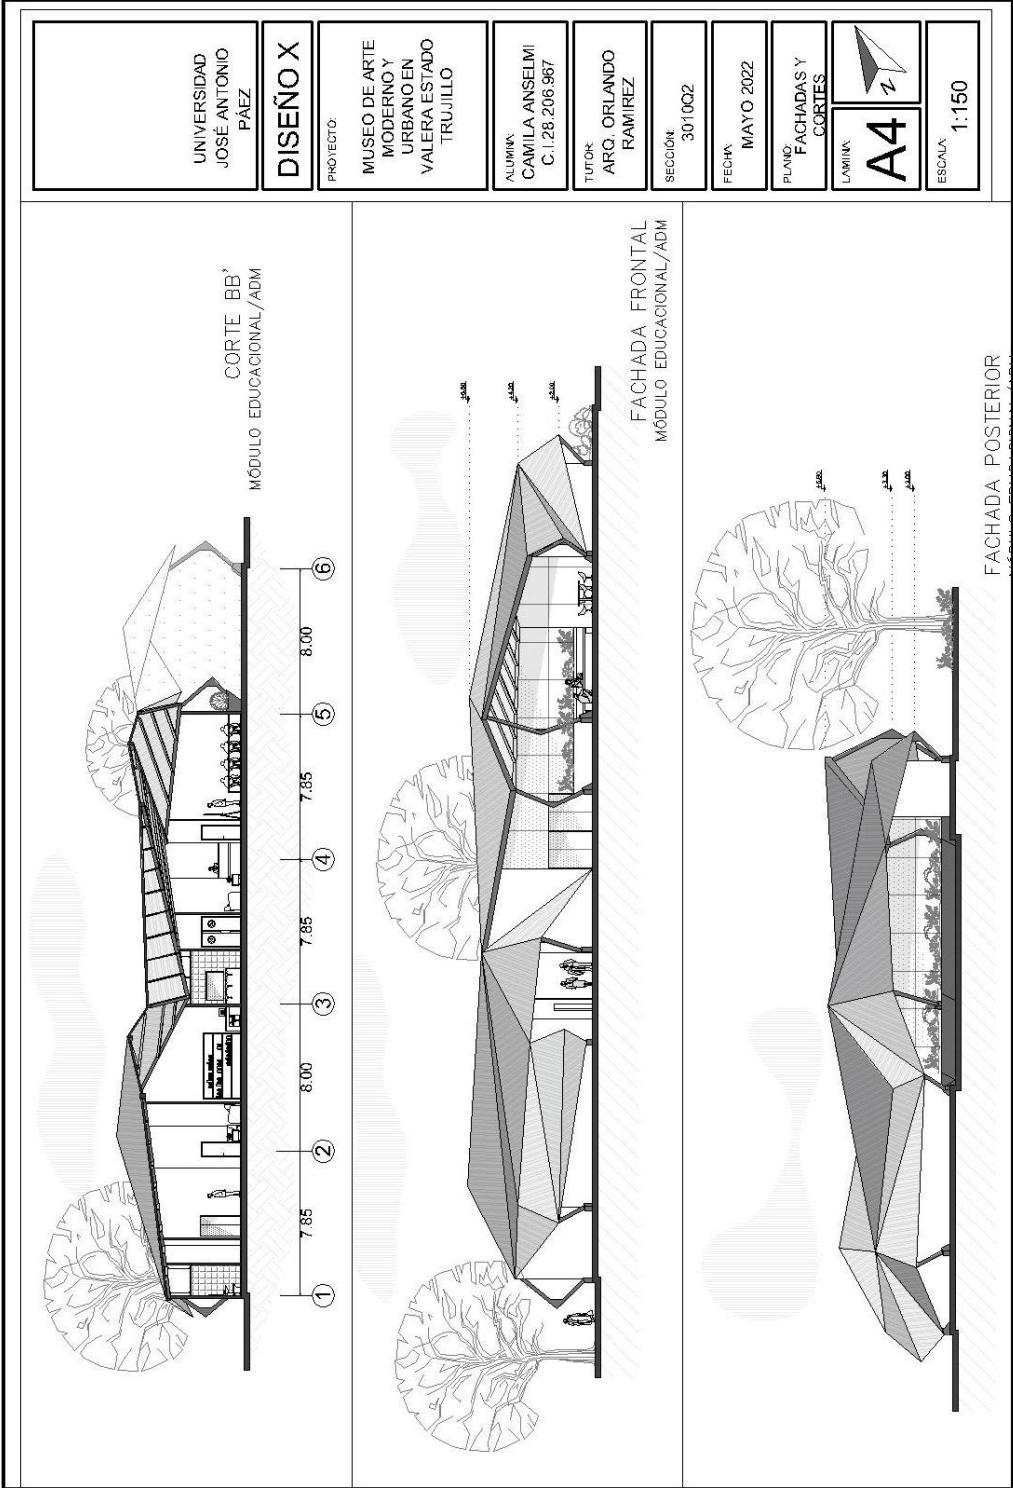 UNIVERSIDAD
JOSÉ ANTONIO
PÁEZ
DISEÑO X
PROYECTO:
MUSEO DE ARTE
MODERNO Y
URBANO EN
VALERA ESTADO
TRUJILLO
ALUMNA:
CAMILA ANSELMI
C.I.28.206.967
TUTOR:
ARQ. ORLANDO
RAMIREZ
SECCIÓN:
3010Q2
FECHA:
MAYO 2022
PLANO:
FACHADAS Y
CORTES
LAMINA:
A4
N
ESCALA:
1:150
CORTE BB'
MÓDULO EDUCACIONAL/ADM
1
7.85
2
8.00
3
7.85
4
7.85
5
8.00
6
FACHADA FRONTAL
MÓDULO EDUCACIONAL/ADM
FACHADA POSTERIOR